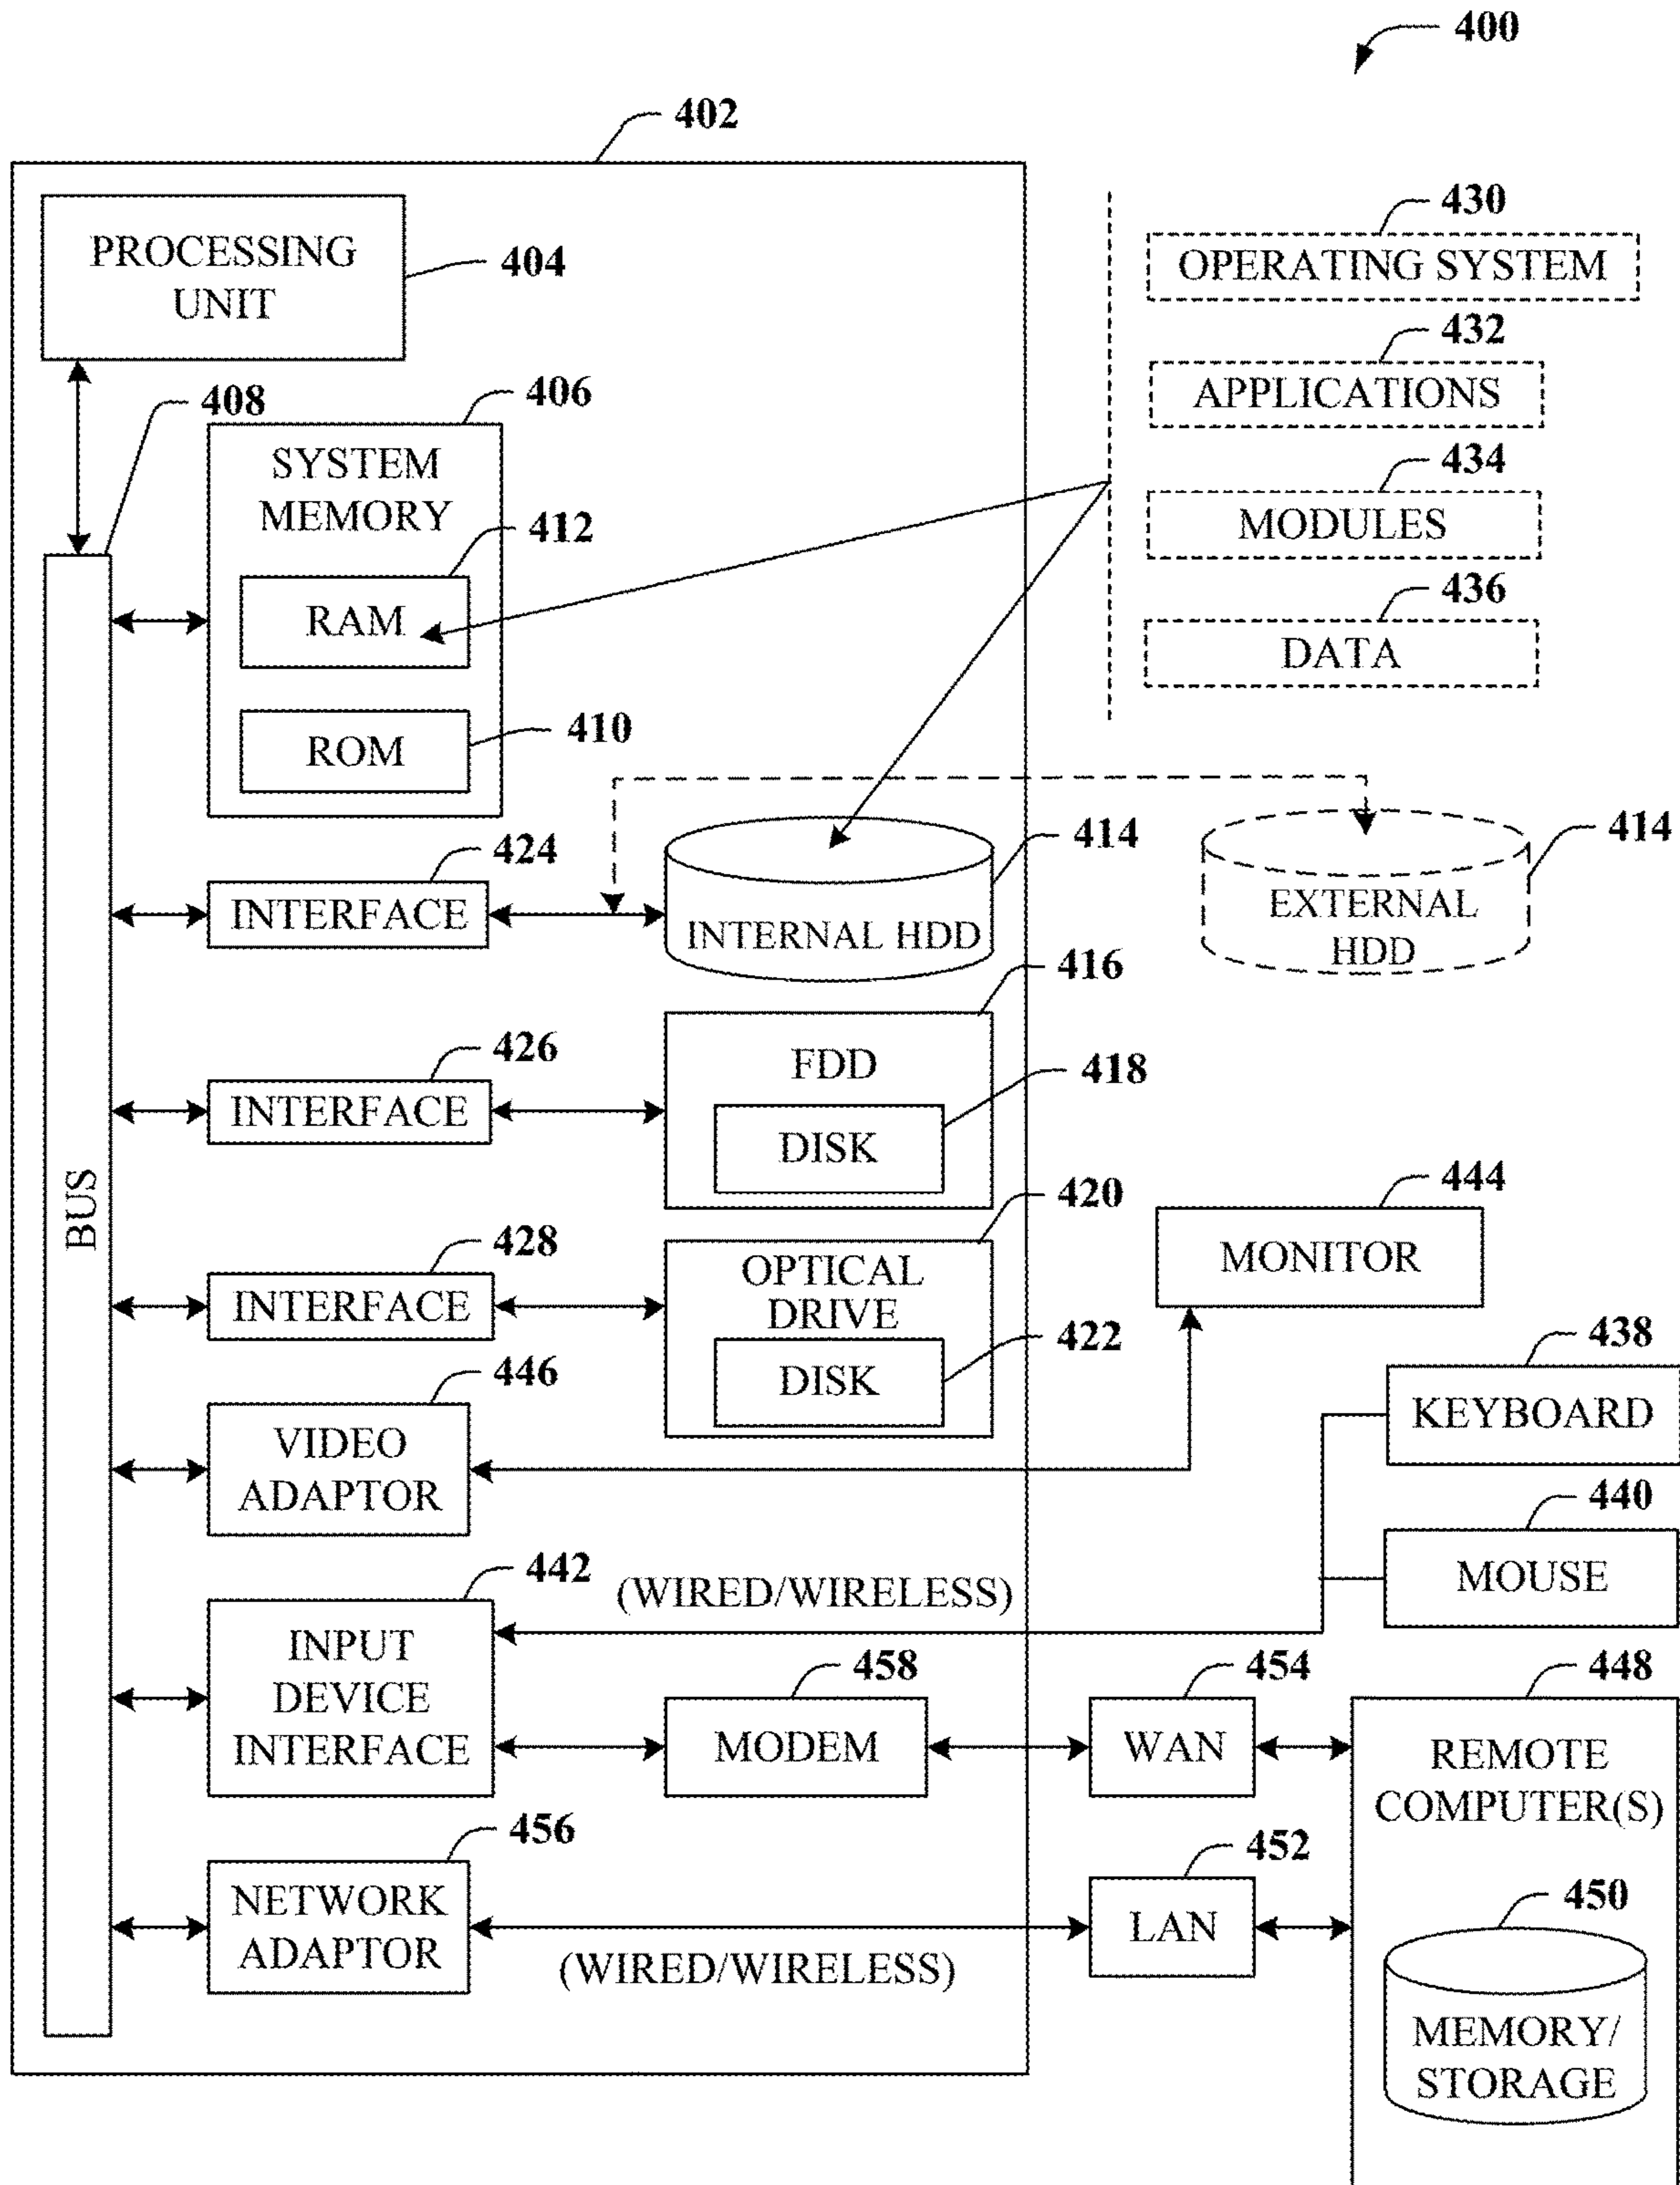 400
402
PROCESSING
UNIT
404
430
OPERATING SYSTEM
432
APPLICATIONS
434
MODULES
436
DATA
408
406
SYSTEM
MEMORY
412
RAM
410
ROM
424
INTERFACE
414
INTERNAL HDD
414
EXTERNAL
HDD
416
FDD
426
INTERFACE
418
DISK
BUS
420
OPTICAL
DRIVE
428
INTERFACE
422
DISK
444
MONITOR
438
KEYBOARD
446
VIDEO
ADAPTOR
440
MOUSE
442
(WIRED/WIRELESS)
INPUT
DEVICE
INTERFACE
458
MODEM
454
WAN
448
REMOTE
COMPUTER(S)
456
NETWORK
ADAPTOR
(WIRED/WIRELESS)
452
LAN
450
MEMORY/
STORAGE